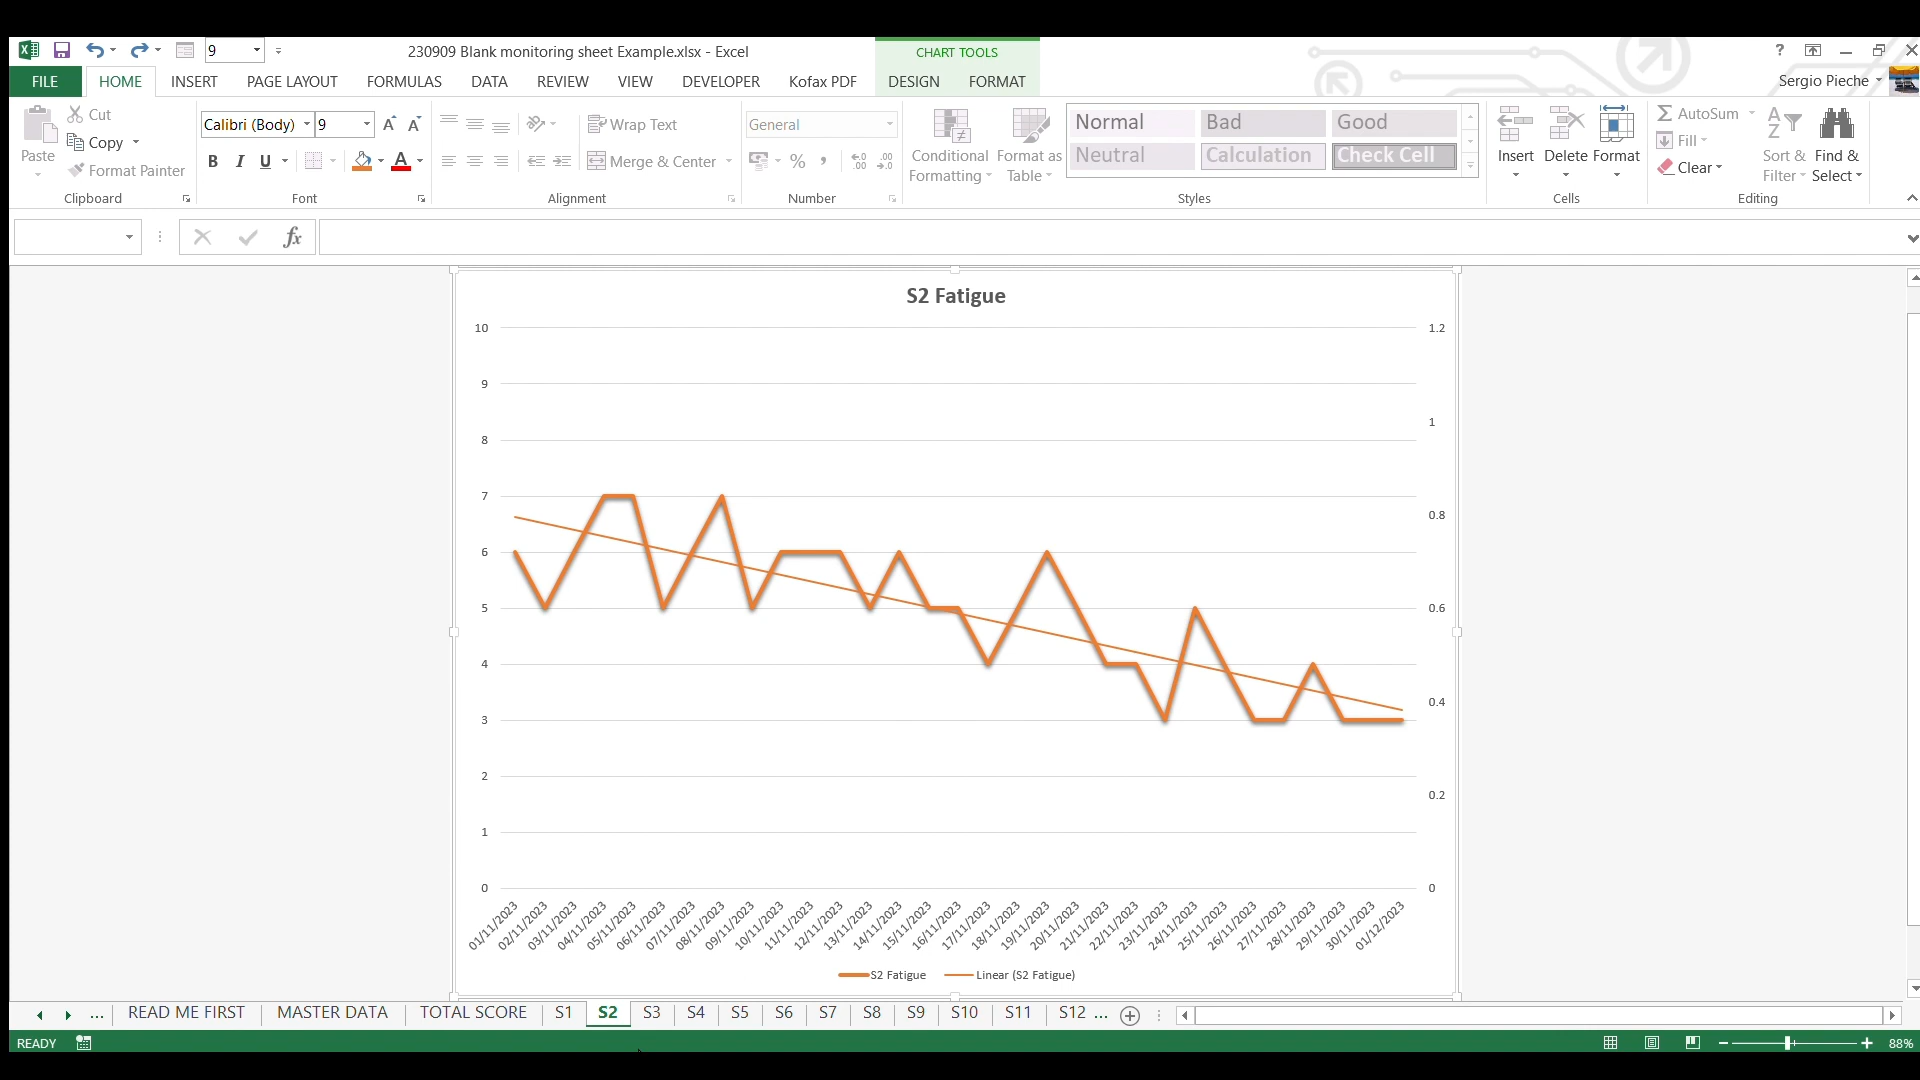 9
230909 Blank monitoring sheet Example.xlsx - Excel
CHART TOOLS
?
FILE HOME INSERT PAGE LAYOUT FORMULAS DATA REVIEW VIEW DEVELOPER Kofax PDF DESIGN FORMAT
Sergio Pieche
Paste
Cut
Copy
Format Painter
Clipboard
Calibri (Body) 9
B I U
Font
Wrap Text
Merge & Center
Alignment
General
%
Number
Conditional Formatting
Format as Table
Normal Bad Good
Neutral Calculation Check Cell
Styles
Insert Delete Format
Cells
AutoSum
Fill
Clear
Sort & Filter
Find & Select
Editing
fx
S2 Fatigue
10
9
8
7
6
5
4
3
2
1
0
1.2
1
0.8
0.6
0.4
0.2
0
01/11/2023
02/11/2023
03/11/2023
04/11/2023
05/11/2023
06/11/2023
07/11/2023
08/11/2023
09/11/2023
10/11/2023
11/11/2023
12/11/2023
13/11/2023
14/11/2023
15/11/2023
16/11/2023
17/11/2023
18/11/2023
19/11/2023
20/11/2023
21/11/2023
22/11/2023
23/11/2023
24/11/2023
25/11/2023
26/11/2023
27/11/2023
28/11/2023
29/11/2023
30/11/2023
01/12/2023
S2 Fatigue Linear (S2 Fatigue)
... READ ME FIRST MASTER DATA TOTAL SCORE S1 S2 S3 S4 S5 S6 S7 S8 S9 S10 S11 S12 ...
READY
88%